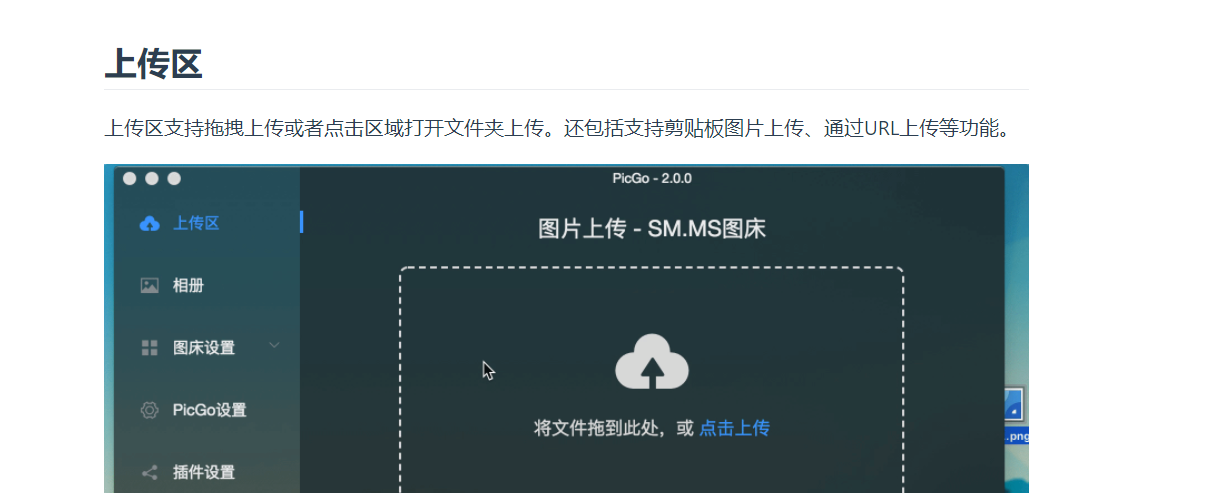 上传区
上传区支持拖拽上传或者点击区域打开文件夹上传。还包括支持剪贴板图片上传、通过URL上传等功能。
PicGo - 2.0.0
上传区
图片上传 - SM.MS图床
相册
图床设置
PicGo设置
将文件拖到此处，或 点击上传
.png
插件设置